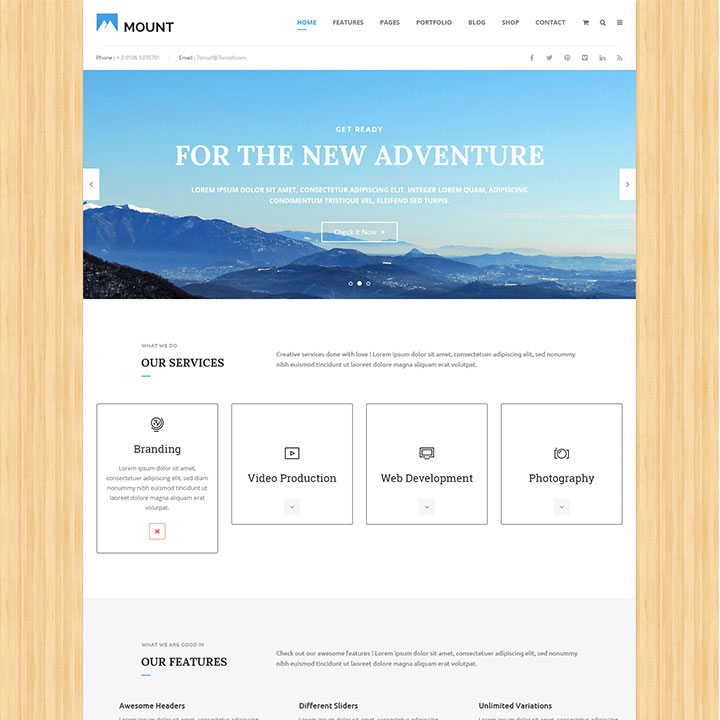 MOUNT
HOME FEATURES PAGES PORTFOLIO BLOG SHOP CONTACT
Phone : + 2 0106 5370701 Email : 7oroof@7oroof.com
GET READY
FOR THE NEW ADVENTURE
LOREM IPSUM DOLOR SIT AMET, CONSECTETUR ADIPISCING ELIT. INTEGER LOREM QUAM, ADIPISCING
CONDIMENTUM TRISTIQUE VEL, ELEIFEND SED TURPIS.
Check It Now
WHAT WE DO
OUR SERVICES
Creative services done with love ! Lorem ipsum dolor sit amet, consectetuer adipiscing elit, sed diam
nonummy nibh euismod tincidunt ut laoreet dolore magna aliquam erat volutpat.
Branding
Lorem ipsum dolor sit amet,
consectetuer adipiscing elit, sed diam
nonummy nibh euismod tincidunt ut
laoreet dolore magna aliquam erat
volutpat.
Video Production
Web Development
Photography
WHAT WE ARE GOOD IN
OUR FEATURES
Check out our awesome features ! Lorem ipsum dolor sit amet, consectetuer adipiscing elit, sed diam
nonummy nibh euismod tincidunt ut laoreet dolore magna aliquam erat volutpat.
Awesome Headers Different Sliders Unlimited Variations